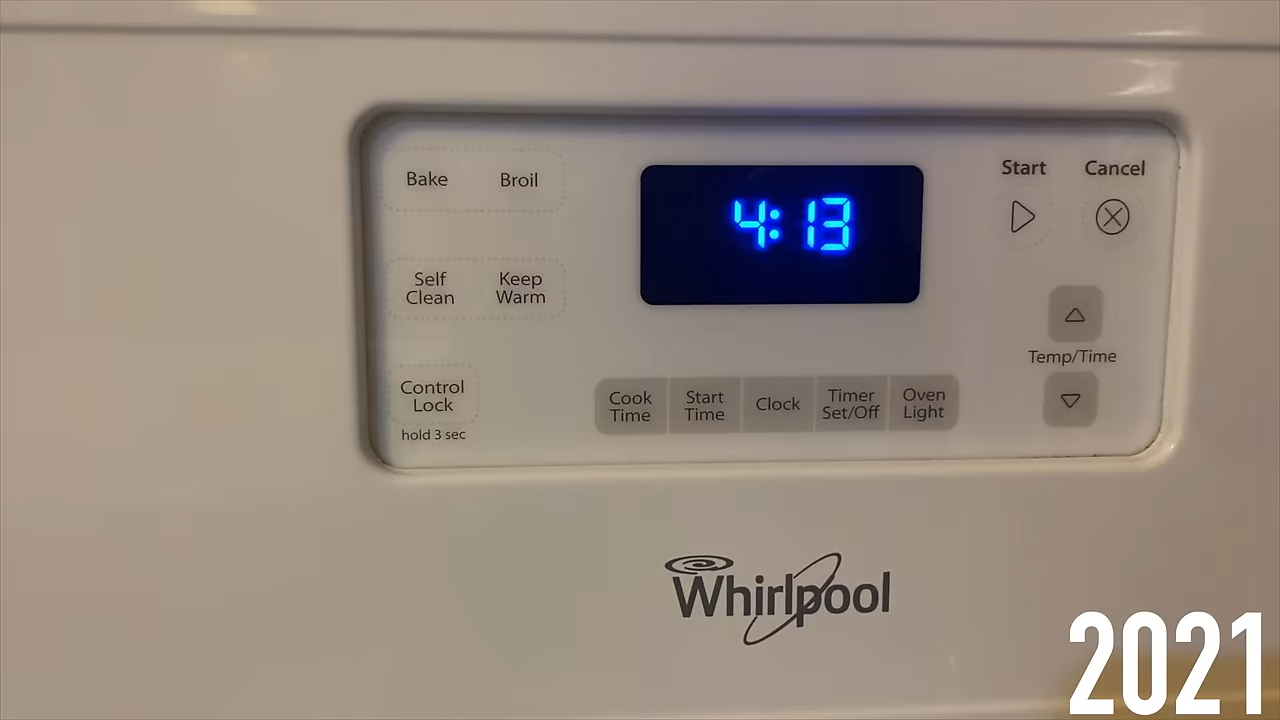 Bake
Broil
4:13
Start
Cancel
Self
Clean
Keep
Warm
Temp/Time
Control
Lock
hold 3 sec
Cook
Time
Start
Time
Clock
Timer
Set/Off
Oven
Light
Whirlpool
2021